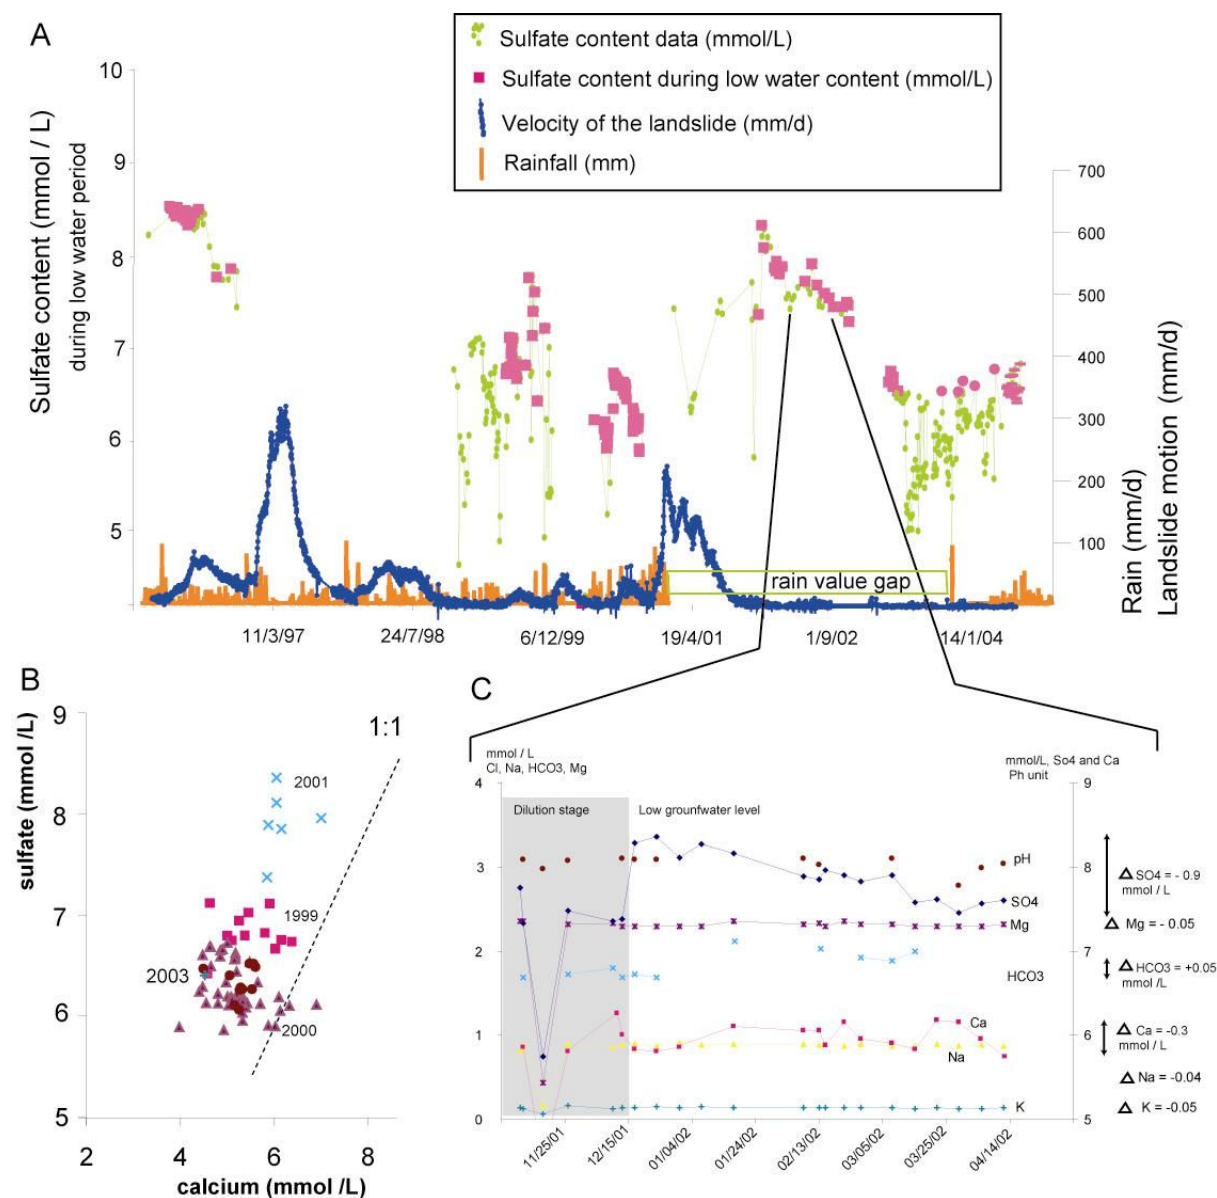 A
Sulfate content data (mmol/L)
Sulfate content during low water content (mmol/L)
Velocity of the landslide (mm/d)
Rainfall (mm)
Sulfate content (mmol / L)
during low water period
10
9
8
7
6
5
700
600
500
400
300
200
100
Rain (mm/d)
Landslide motion (mm/d)
rain value gap
11/3/97
24/7/98
6/12/99
19/4/01
1/9/02
14/1/04
B
sulfate (mmol /L)
9
8
7
6
5
1:1
2001
1999
2003
2000
2
4
6
8
calcium (mmol /L)
C
mmol / L
Cl, Na, HCO3, Mg
mmol/L, So4 and Ca
Ph unit
4
3
2
1
0
9
8
7
6
5
Dilution stage
Low grounfwater level
pH
SO4
Mg
HCO3
Ca
Na
K
Δ SO4 = - 0.9
mmol / L
Δ Mg = - 0.05
Δ HCO3 = +0.05
mmol /L
Δ Ca = -0.3
mmol / L
Δ Na = -0.04
Δ K = -0.05
11/25/01
12/15/01
01/04/02
01/24/02
02/13/02
03/05/02
03/25/02
04/14/02